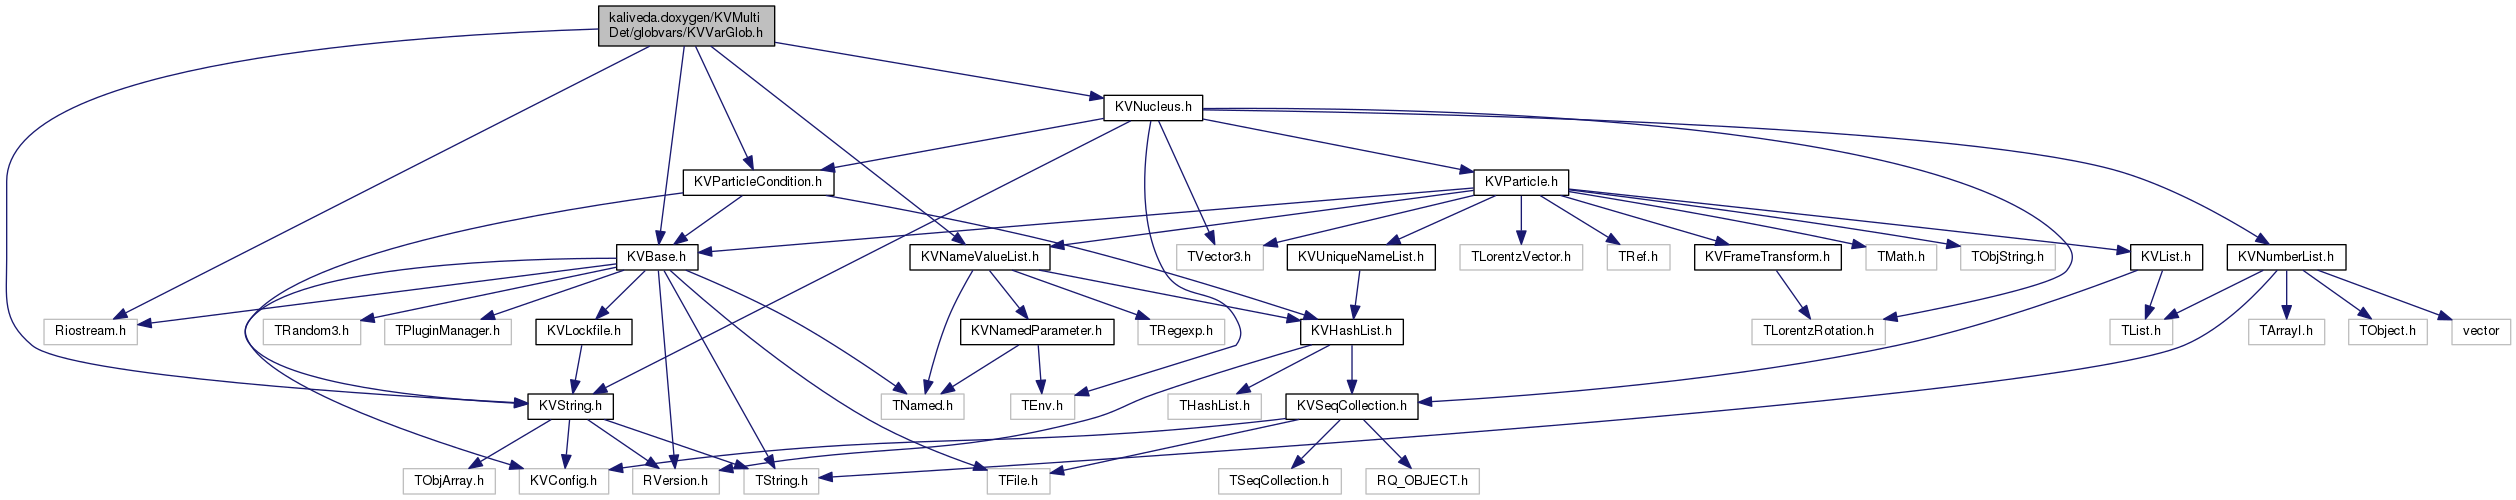 kaliveda.doxygen/KVMulti
Det/globvars/KVVarGlob.h
KVNucleus.h
KVParticleCondition.h
KVParticle.h
KVBase.h
KVNameValueList.h
TVector3.h
KVUniqueNameList.h
TLorentzVector.h
TRef.h
KVFrameTransform.h
TMath.h
TObjString.h
KVList.h
KVNumberList.h
Riostream.h
TRandom3.h
TPluginManager.h
KVLockfile.h
KVNamedParameter.h
TRegexp.h
KVHashList.h
TLorentzRotation.h
TList.h
TArrayI.h
TObject.h
vector
KVString.h
TNamed.h
TEnv.h
THashList.h
KVSeqCollection.h
TObjArray.h
KVConfig.h
RVersion.h
TString.h
TFile.h
TSeqCollection.h
RQ_OBJECT.h